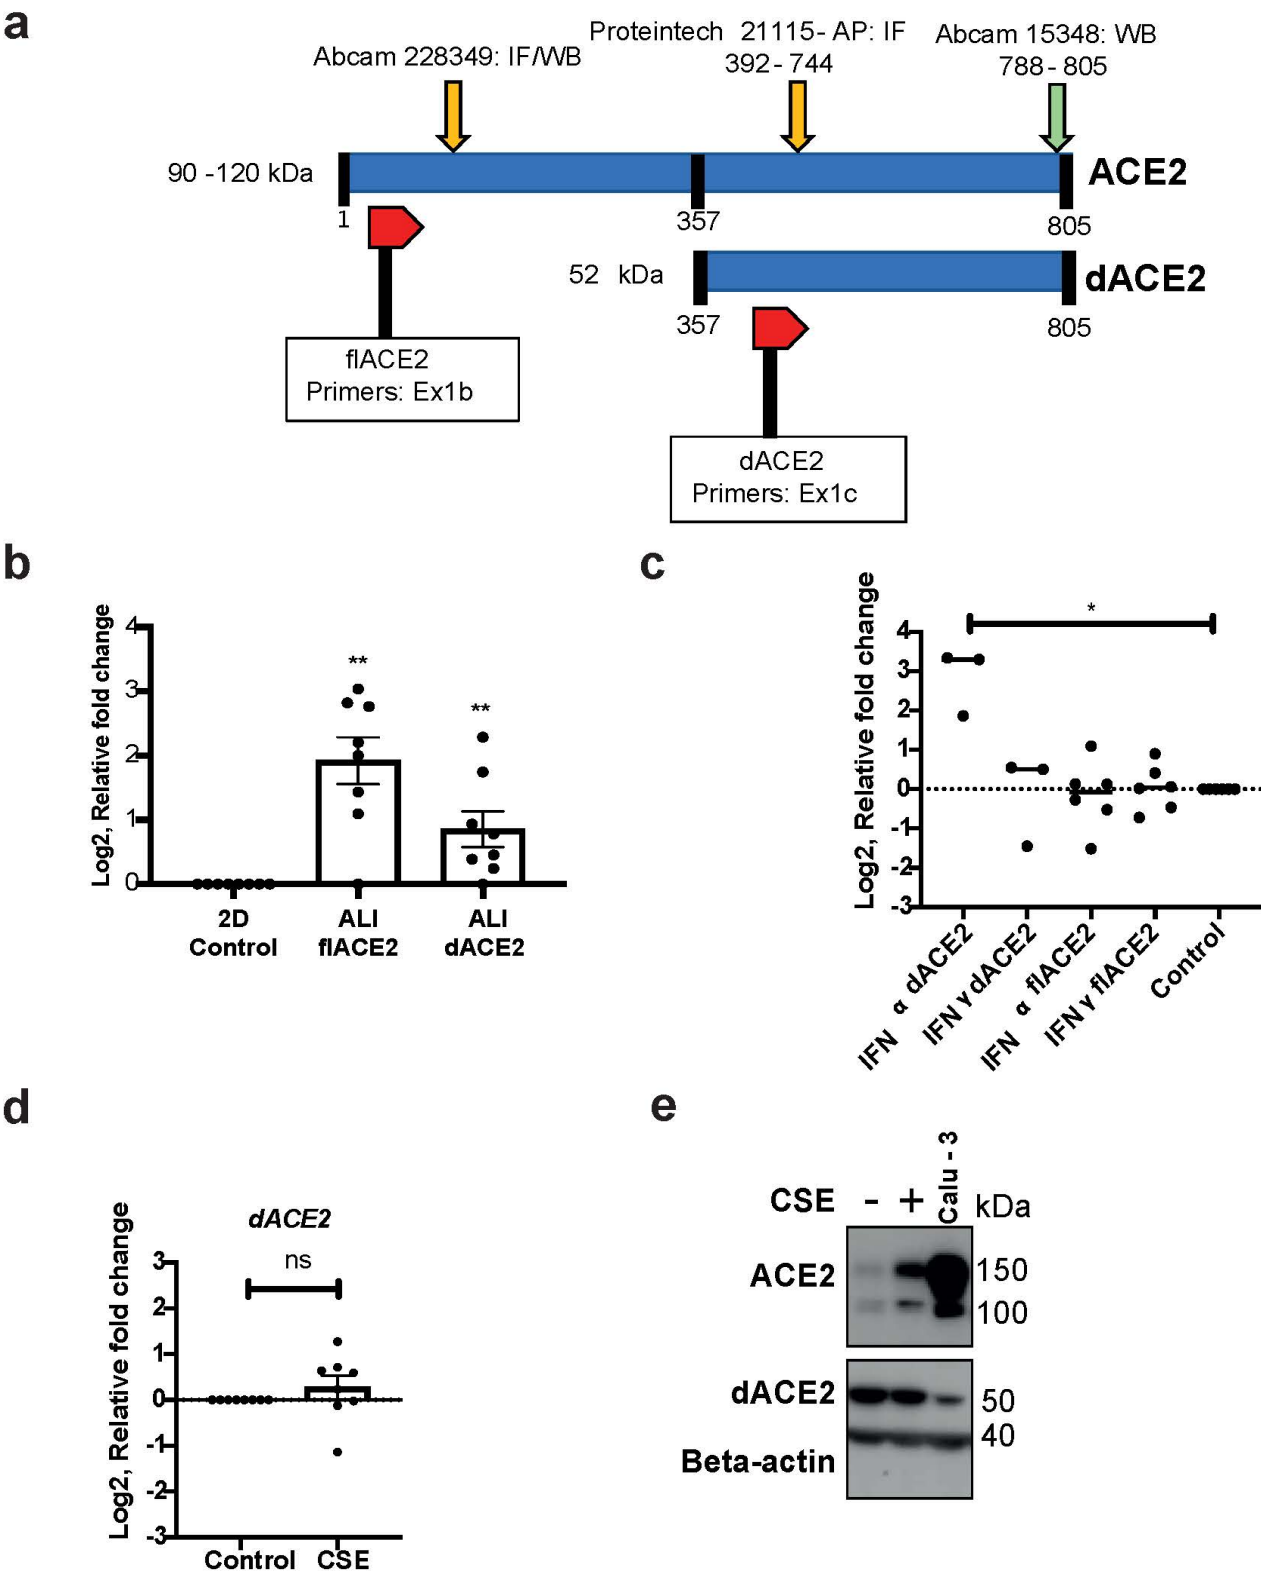 a
Abcam 228349: IF/WB
Proteintech 21115- AP: IF
392-744
Abcam 15348: WB
788-805
90 -120 kDa
ACE2
1
357
805
52 kDa
dACE2
357
805
flACE2
Primers: Ex1b
dACE2
Primers: Ex1c
b
Log2, Relative fold change
4
3
2
1
0
**
**
2D
Control
ALI
flACE2
ALI
dACE2
c
Log2, Relative fold change
4
3
2
1
0
-1
-2
-3
*
IFN α dACE2
IFN γ dACE2
IFN α flACE2
IFN γ flACE2
Control
d
dACE2
ns
Log2, Relative fold change
3
2
1
0
-1
-2
-3
Control
CSE
e
CSE - + Calu - 3 kDa
ACE2
150
100
dACE2
50
40
Beta-actin